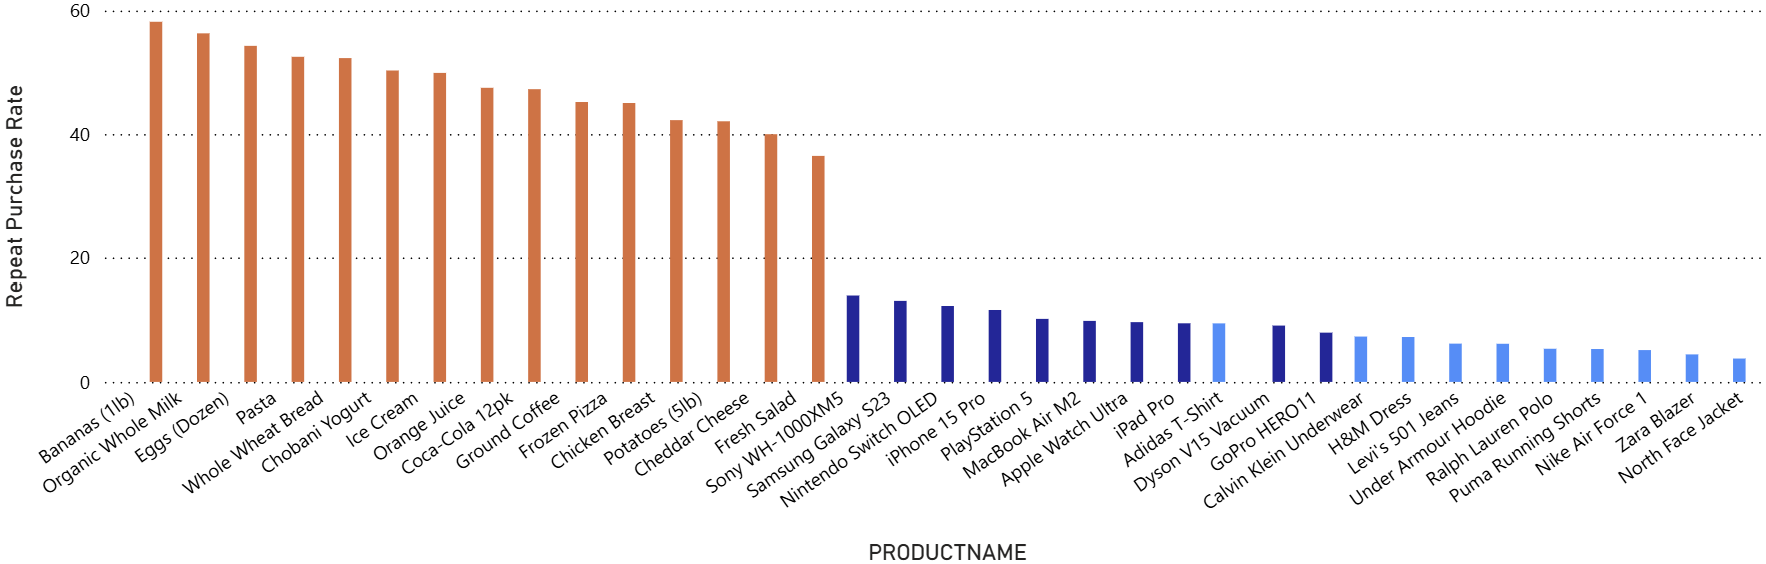 60
40
20
0
Repeat Purchase Rate
Bananas (1lb)
Organic Whole Milk
Eggs (Dozen)
Pasta
Whole Wheat Bread
Chobani Yogurt
Ice Cream
Orange Juice
Coca-Cola 12pk
Ground Coffee
Frozen Pizza
Chicken Breast
Potatoes (5lb)
Cheddar Cheese
Fresh Salad
Sony WH-1000XM5
Samsung Galaxy S23
Nintendo Switch OLED
iPhone 15 Pro
PlayStation 5
MacBook Air M2
Apple Watch Ultra
iPad Pro
Adidas T-Shirt
Dyson V15 Vacuum
GoPro HERO11
Calvin Klein Underwear
H&M Dress
Levi's 501 Jeans
Under Armour Hoodie
Ralph Lauren Polo
Puma Running Shorts
Nike Air Force 1
Zara Blazer
North Face Jacket
PRODUCTNAME